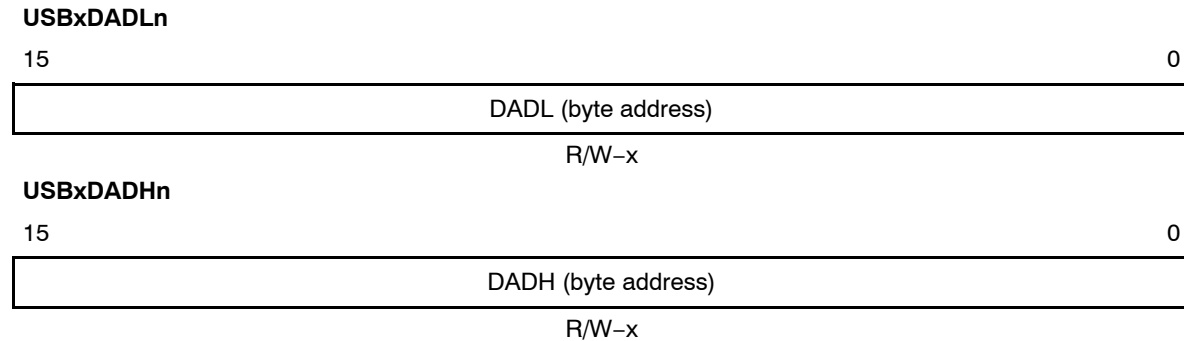 USBxDADLn
15 0
DADL (byte address)
R/W−x
USBxDADHn
15 0
DADH (byte address)
R/W−x